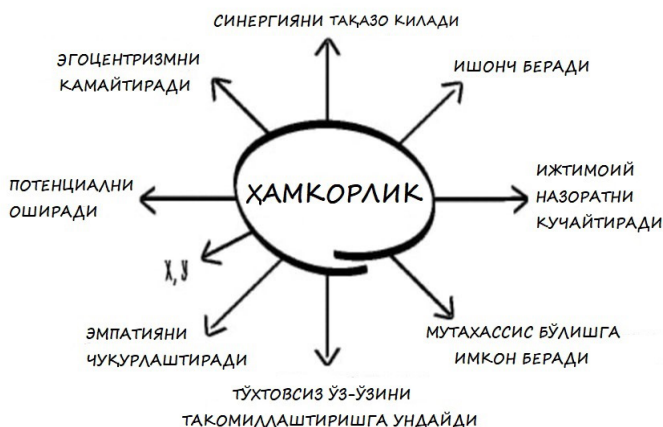 СИНЕРГИЯНИ ТАҚАЗО КИЛАДИ
ЭГОЦЕНТРИЗМНИ
КАМАЙТИРАДИ
ИШОНЧ БЕРАДИ
ПОТЕНЦИАЛНИ
ОШИРАДИ
ҲАМКОРЛИК
ИЖТИМОИЙ
НАЗОРАТНИ
КУЧАЙТИРАДИ
Х, У
ЭМПАТИЯНИ
ЧУҚУРЛАШТИРАДИ
МУТАХАССИС БЎЛИШГА
ИМКОН БЕРАДИ
ТЎХТОВСИЗ ЎЗ-ЎЗИНИ
ТАКОМИЛЛАШТИРИШГА УНДАЙДИ